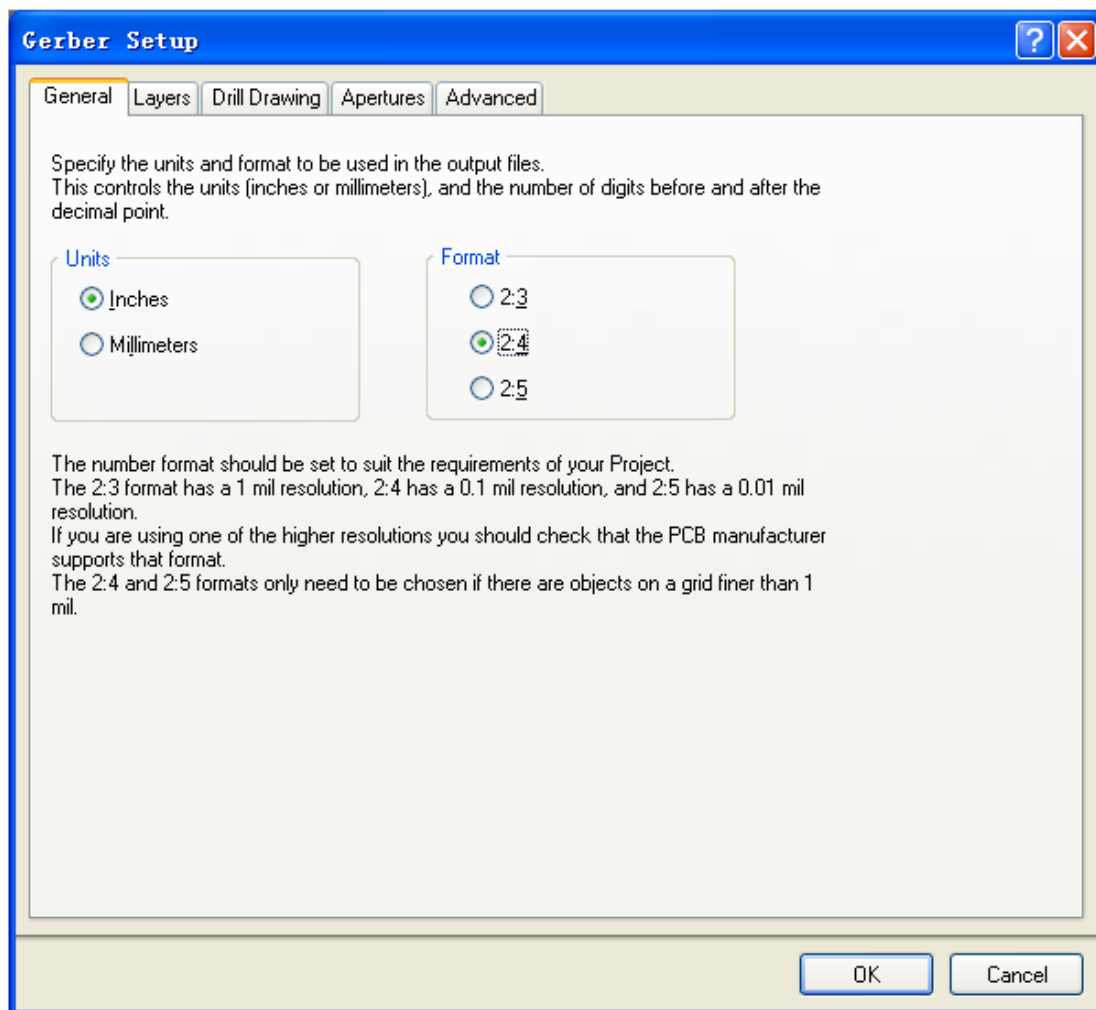 Gerber Setup
General
Layers
Drill Drawing
Apertures
Advanced
Specify the units and format to be used in the output files.
This controls the units (inches or millimeters), and the number of digits before and after the
decimal point.
Units
Inches
Millimeters
Format
2:3
2:4
2:5
The number format should be set to suit the requirements of your Project.
The 2:3 format has a 1 mil resolution, 2:4 has a 0.1 mil resolution, and 2:5 has a 0.01 mil
resolution.
If you are using one of the higher resolutions you should check that the PCB manufacturer
supports that format.
The 2:4 and 2:5 formats only need to be chosen if there are objects on a grid finer than 1
mil.
OK
Cancel